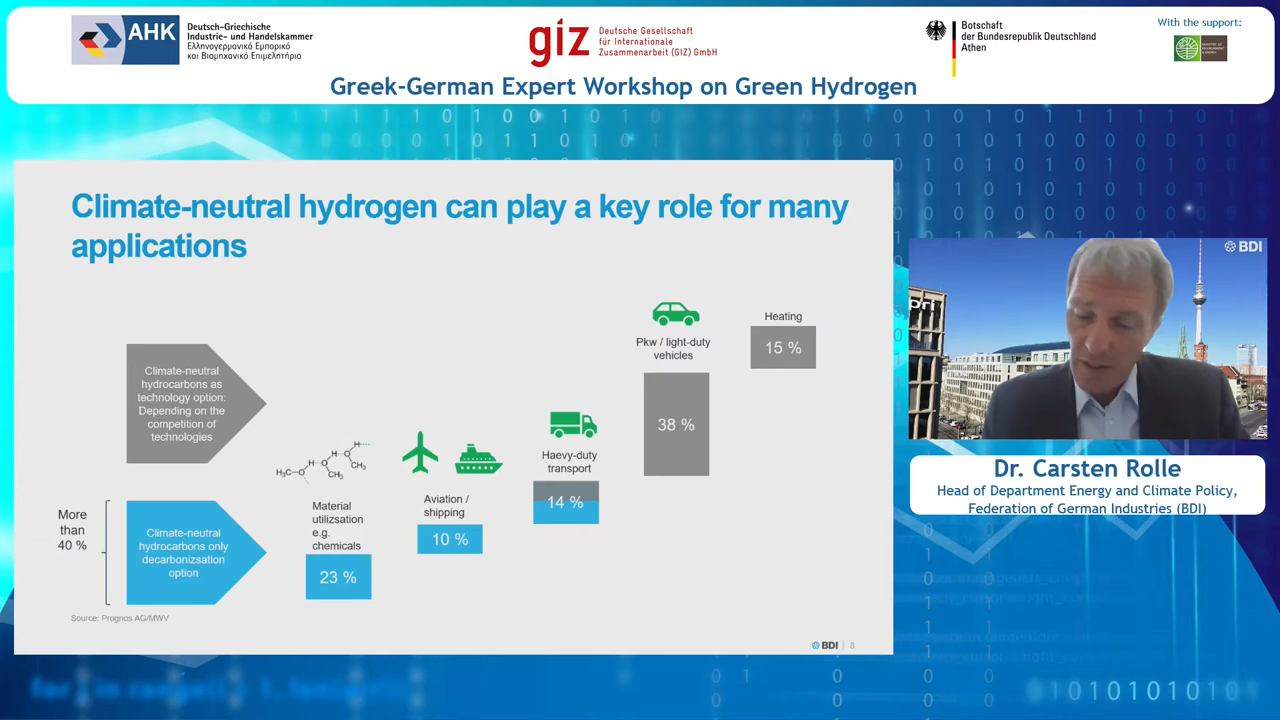 AHK
Deutsch-Griechische
Industrie- und Handelskammer
Ελληνογερμανικό Εμπορικό
και Βιομηχανικό Επιμελητήριο
giz
Deutsche Gesellschaft
für Internationale
Zusammenarbeit (GIZ) GmbH
Botschaft
der Bundesrepublik Deutschland
Athen
With the support:
Greek-German Expert Workshop on Green Hydrogen
Climate-neutral hydrogen can play a key role for many
applications
Climate-neutral
hydrocarbons as
technology option:
Depending on the
competition of
technologies
More
than
40 %
Climate-neutral
hydrocarbons only
decarbonizsation
option
H₃C
O
H
O
CH₃
H
O
CH₃
H
Material
utilizsation
e.g.
chemicals
23 %
Aviation /
shipping
10 %
Haevy-duty
transport
14 %
Pkw / light-duty
vehicles
38 %
Heating
15 %
Source: Prognos AG/MWV
BDI | 8
BDI
pri
Dr. Carsten Rolle
Head of Department Energy and Climate Policy,
Federation of German Industries (BDI)
010101010101